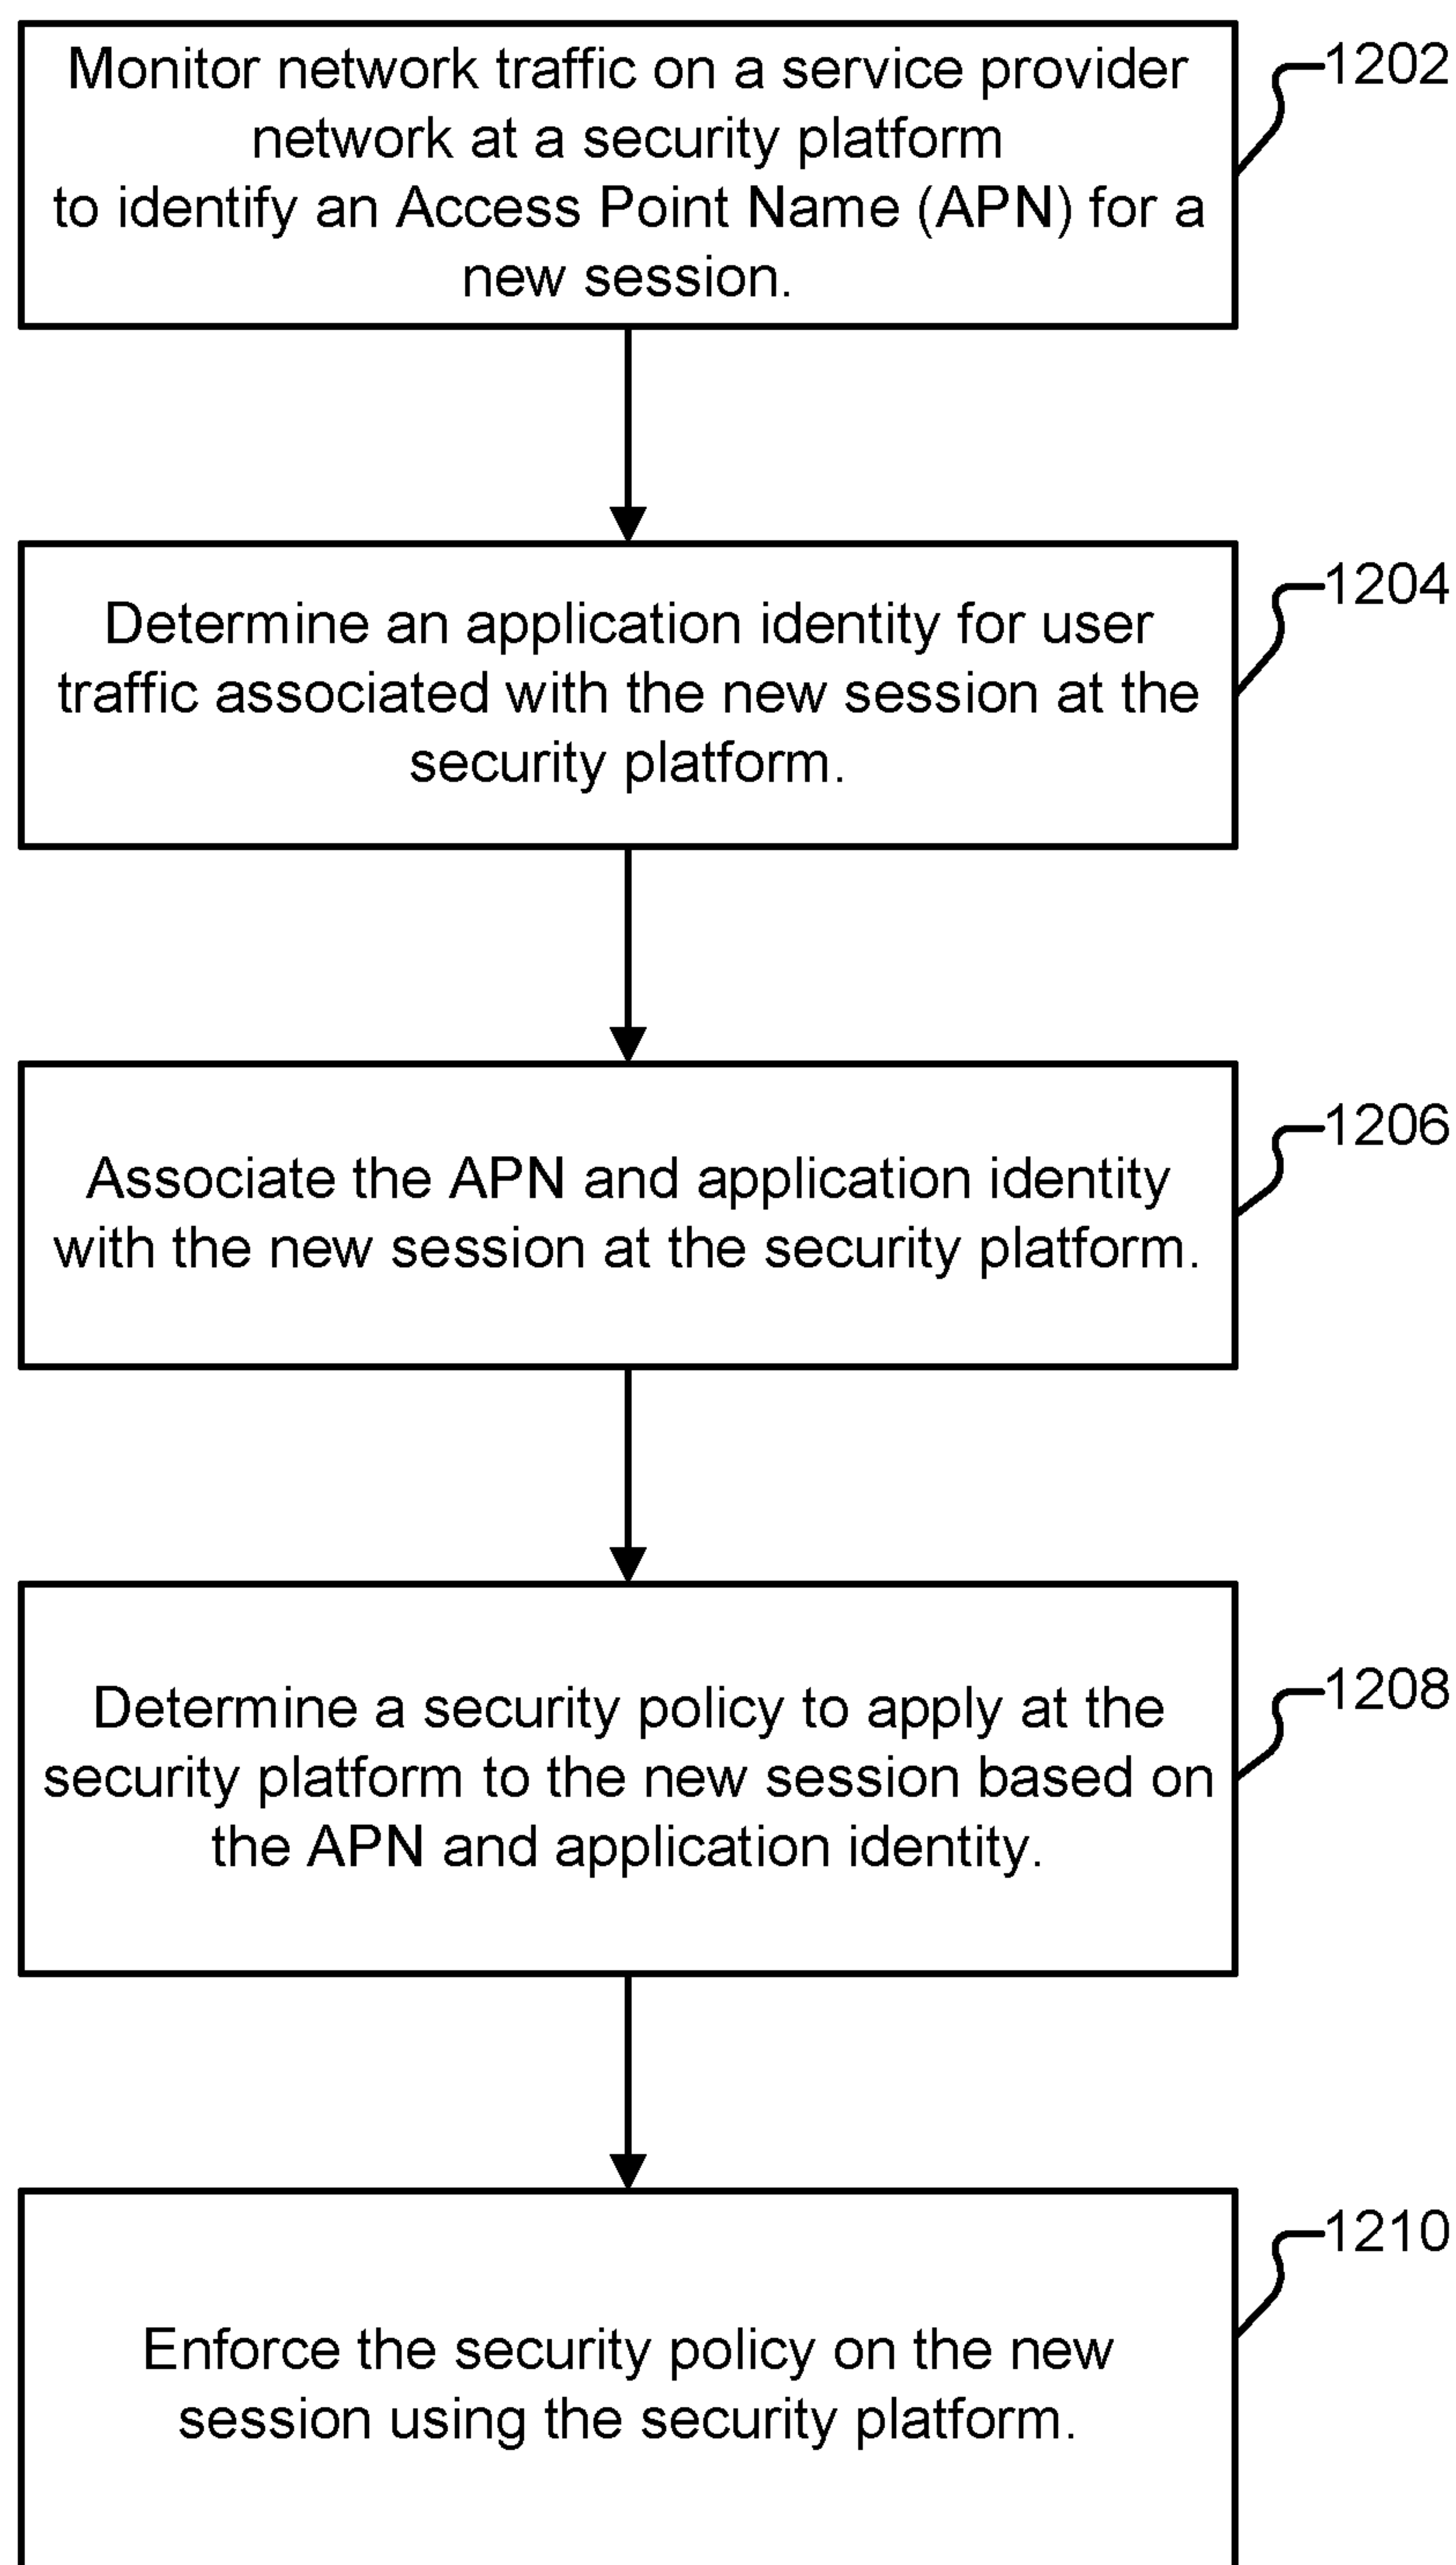 Monitor network traffic on a service provider
network at a security platform
to identify an Access Point Name (APN) for a
new session.
1202
Determine an application identity for user
traffic associated with the new session at the
security platform.
1204
Associate the APN and application identity
with the new session at the security platform.
1206
Determine a security policy to apply at the
security platform to the new session based on
the APN and application identity.
1208
Enforce the security policy on the new
session using the security platform.
1210